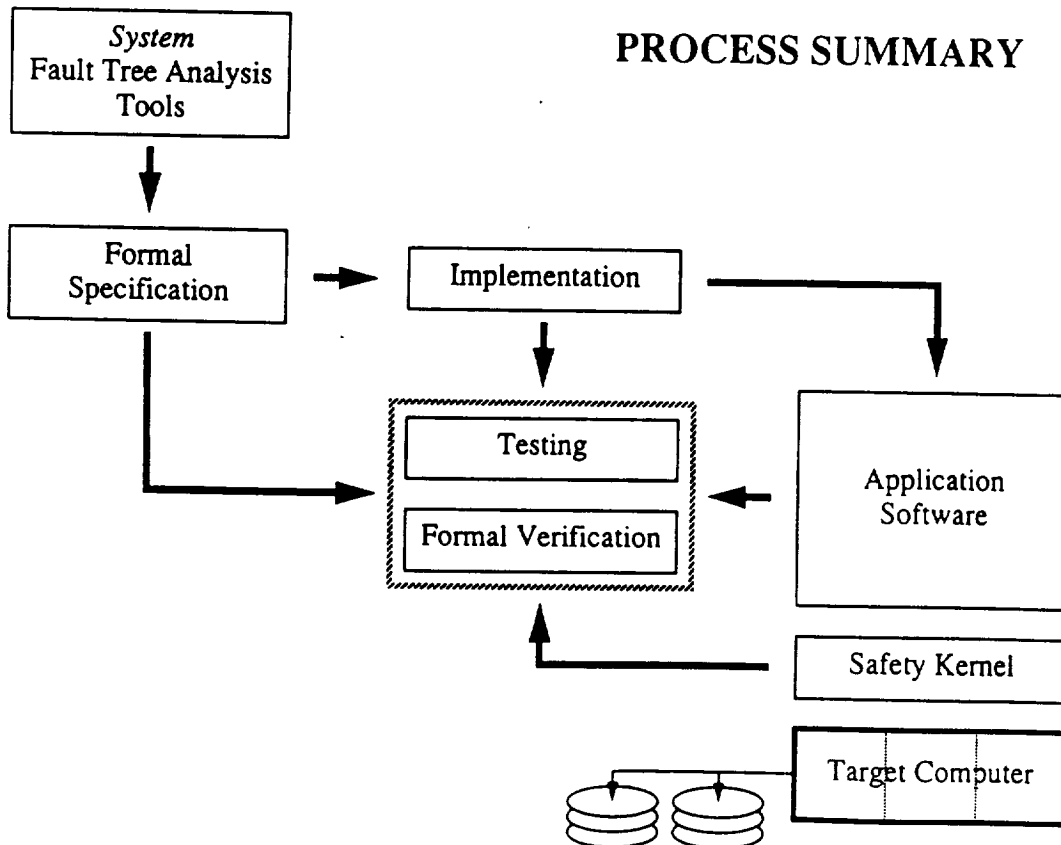 PROCESS SUMMARY
System
Fault Tree Analysis
Tools
Formal
Specification
Implementation
Testing
Formal Verification
Application
Software
Safety Kernel
Target Computer